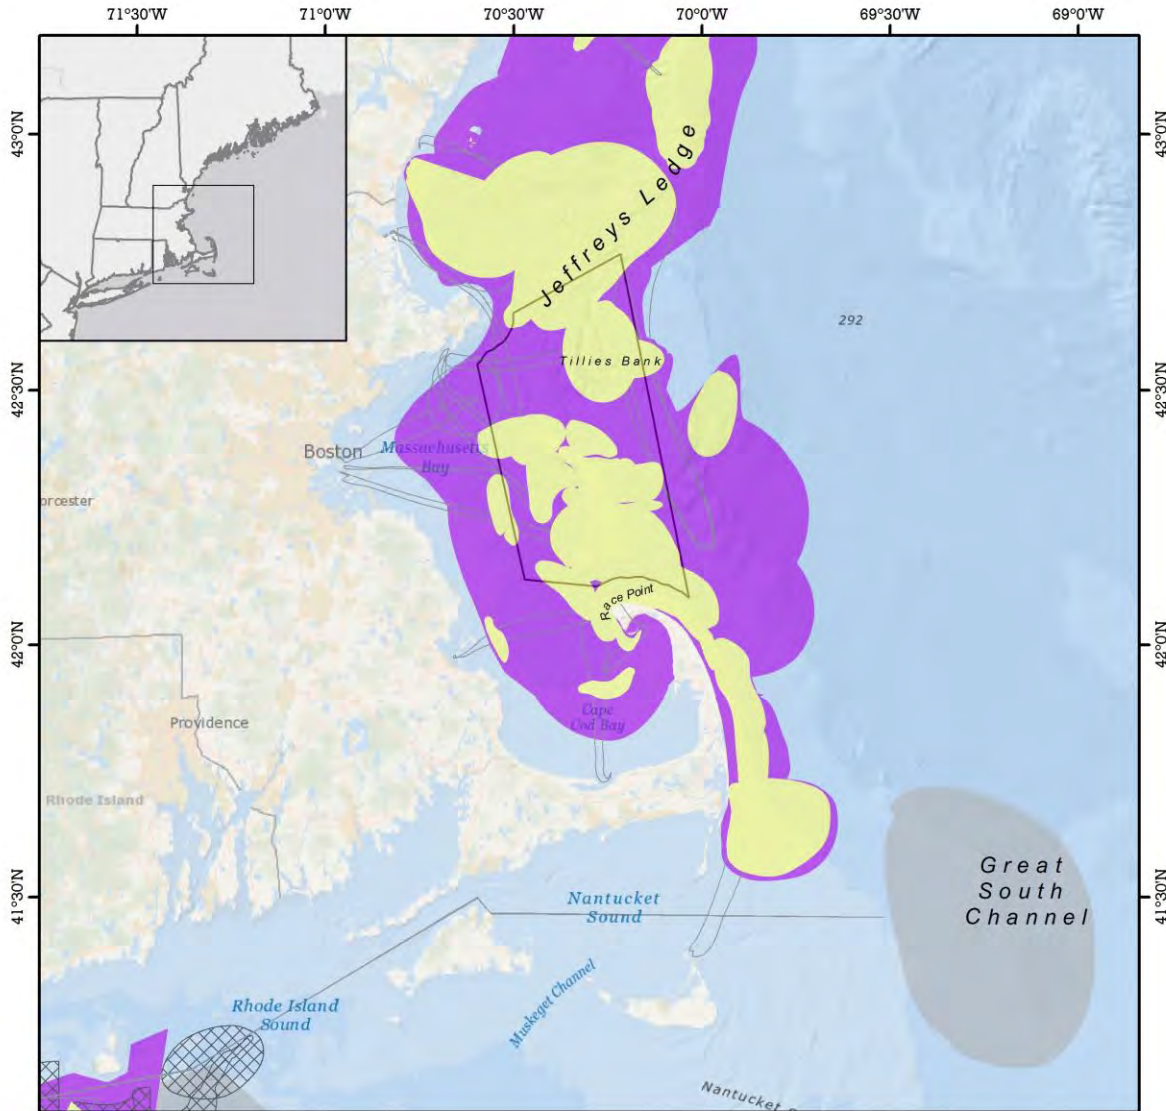 71°30'W 71°0'W 70°30'W 70°0'W 69°30'W 69°0'W
43°0'N
43°0'N
Jeffreys Ledge
292
Tillies Bank
42°30'N
42°30'N
Boston
Massachusetts
Bay
orcester
Race Point
42°0'N
42°0'N
Cape
Cod Bay
Providence
Rhode Island
Great
South
Channel
Nantucket
Sound
41°30'N
41°30'N
Muskeget Channel
Rhode Island
Sound
Nantucket S